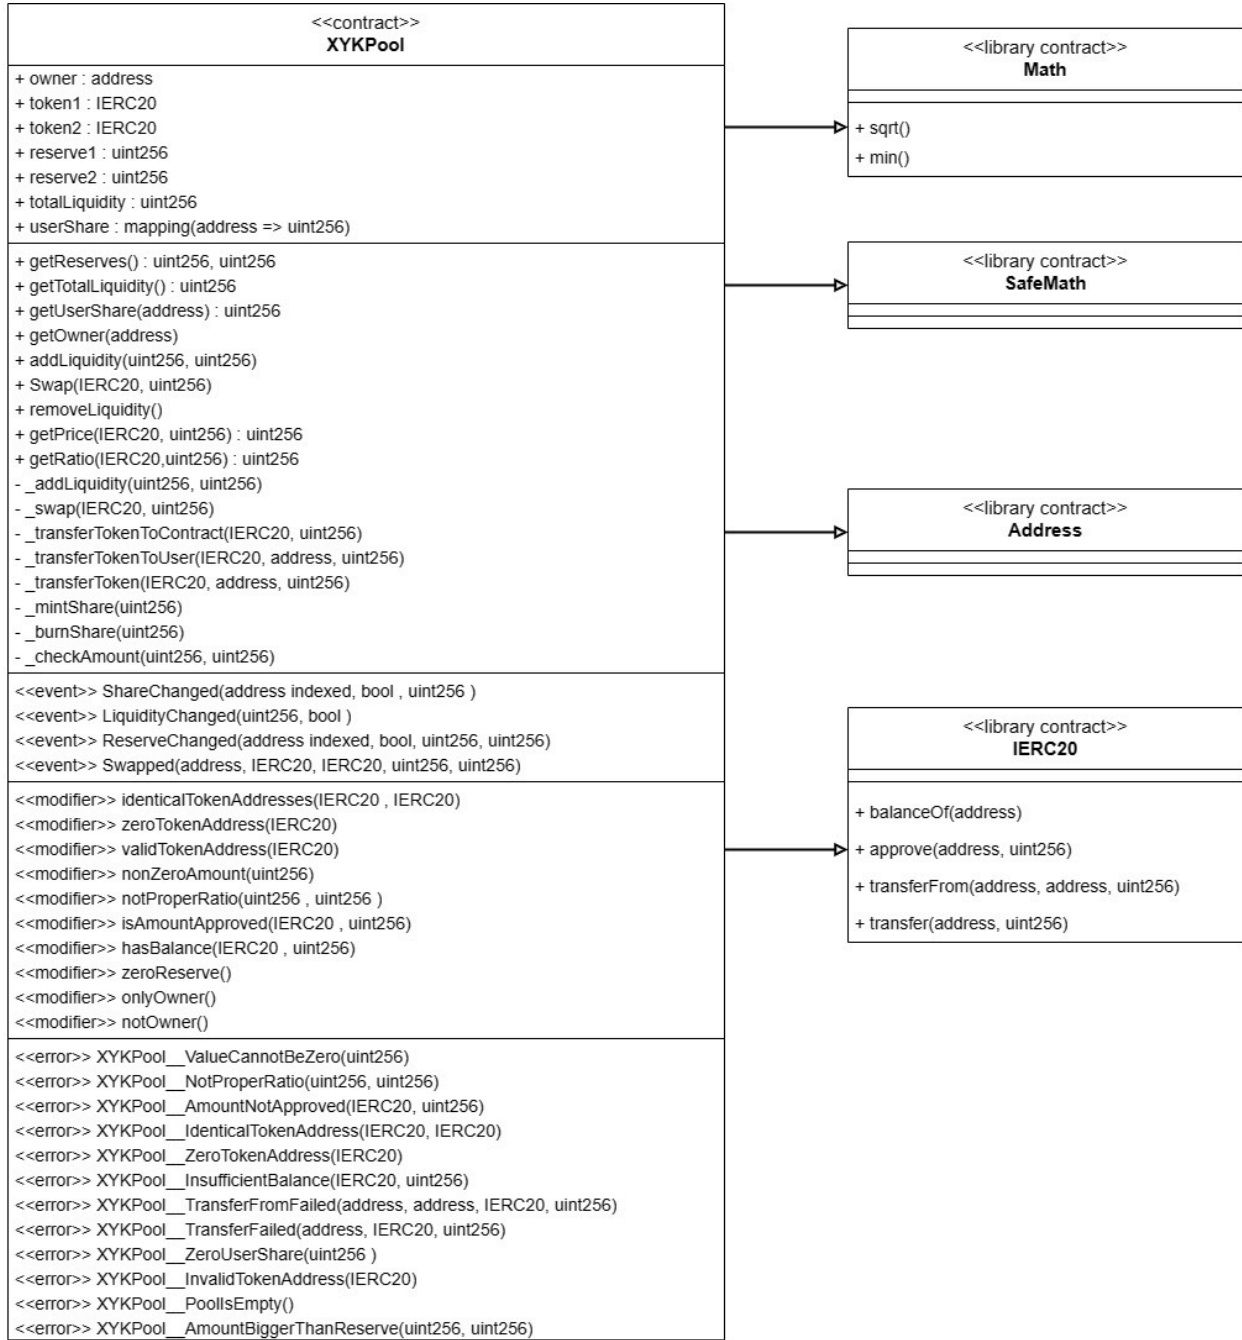 <<contract>>
XYKPool
+ owner : address
+ token1 : IERC20
+ token2 : IERC20
+ reserve1 : uint256
+ reserve2 : uint256
+ totalLiquidity : uint256
+ userShare : mapping(address => uint256)
+ getReserves() : uint256, uint256
+ getTotalLiquidity() : uint256
+ getUserShare(address) : uint256
+ getOwner(address)
+ addLiquidity(uint256, uint256)
+ Swap(IERC20, uint256)
+ removeLiquidity()
+ getPrice(IERC20, uint256) : uint256
+ getRatio(IERC20,uint256) : uint256
- _addLiquidity(uint256, uint256)
- _swap(IERC20, uint256)
- _transferTokenToContract(IERC20, uint256)
- _transferTokenToUser(IERC20, address, uint256)
- _transferToken(IERC20, address, uint256)
- _mintShare(uint256)
- _burnShare(uint256)
- _checkAmount(uint256, uint256)
<<event>> ShareChanged(address indexed, bool , uint256 )
<<event>> LiquidityChanged(uint256, bool )
<<event>> ReserveChanged(address indexed, bool, uint256, uint256)
<<event>> Swapped(address, IERC20, IERC20, uint256, uint256)
<<modifier>> identicalTokenAddresses(IERC20 , IERC20)
<<modifier>> zeroTokenAddress(IERC20)
<<modifier>> validTokenAddress(IERC20)
<<modifier>> nonZeroAmount(uint256)
<<modifier>> notProperRatio(uint256 , uint256 )
<<modifier>> isAmountApproved(IERC20 , uint256)
<<modifier>> hasBalance(IERC20 , uint256)
<<modifier>> zeroReserve()
<<modifier>> onlyOwner()
<<modifier>> notOwner()
<<error>> XYKPool__ValueCannotBeZero(uint256)
<<error>> XYKPool__NotProperRatio(uint256, uint256)
<<error>> XYKPool__AmountNotApproved(IERC20, uint256)
<<error>> XYKPool__IdenticalTokenAddress(IERC20, IERC20)
<<error>> XYKPool__ZeroTokenAddress(IERC20)
<<error>> XYKPool__InsufficientBalance(IERC20, uint256)
<<error>> XYKPool__TransferFromFailed(address, address, IERC20, uint256)
<<error>> XYKPool__TransferFailed(address, IERC20, uint256)
<<error>> XYKPool__ZeroUserShare(uint256 )
<<error>> XYKPool__InvalidTokenAddress(IERC20)
<<error>> XYKPool__PoolIsEmpty()
<<error>> XYKPool__AmountBiggerThanReserve(uint256, uint256)
<<library contract>>
Math
+ sqrt()
+ min()
<<library contract>>
SafeMath
<<library contract>>
Address
<<library contract>>
IERC20
+ balanceOf(address)
+ approve(address, uint256)
+ transferFrom(address, address, uint256)
+ transfer(address, uint256)